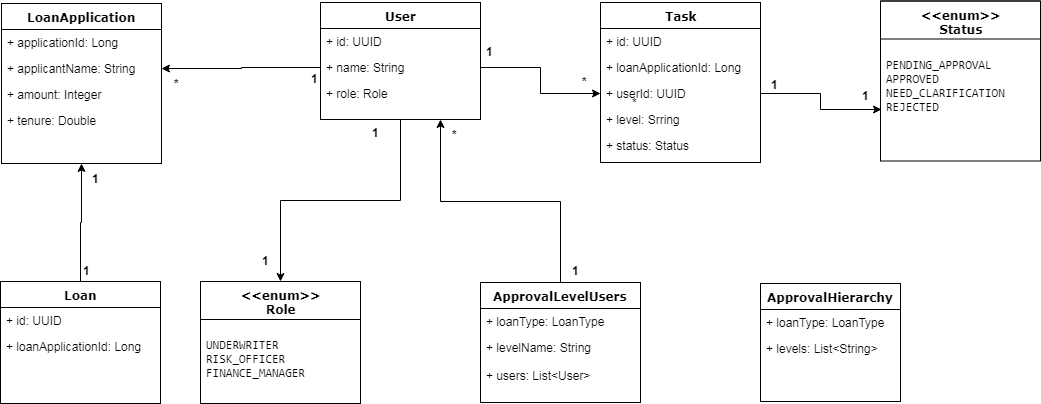 LoanApplication
+ applicationId: Long
+ applicantName: String
+ amount: Integer
+ tenure: Double
User
+ id: UUID
+ name: String
+ role: Role
Task
+ id: UUID
+ loanApplicationId: Long
+ userId: UUID
+ level: Srring
+ status: Status
<<enum>>
Status
PENDING_APPROVAL
APPROVED
NEED_CLARIFICATION
REJECTED
*
1
1
*
*
1
1
1
*
1
1
1
1
Loan
+ id: UUID
+ loanApplicationId: Long
<<enum>>
Role
UNDERWRITER
RISK_OFFICER
FINANCE_MANAGER
ApprovalLevelUsers
+ loanType: LoanType
+ levelName: String
+ users: List<User>
ApprovalHierarchy
+ loanType: LoanType
+ levels: List<String>